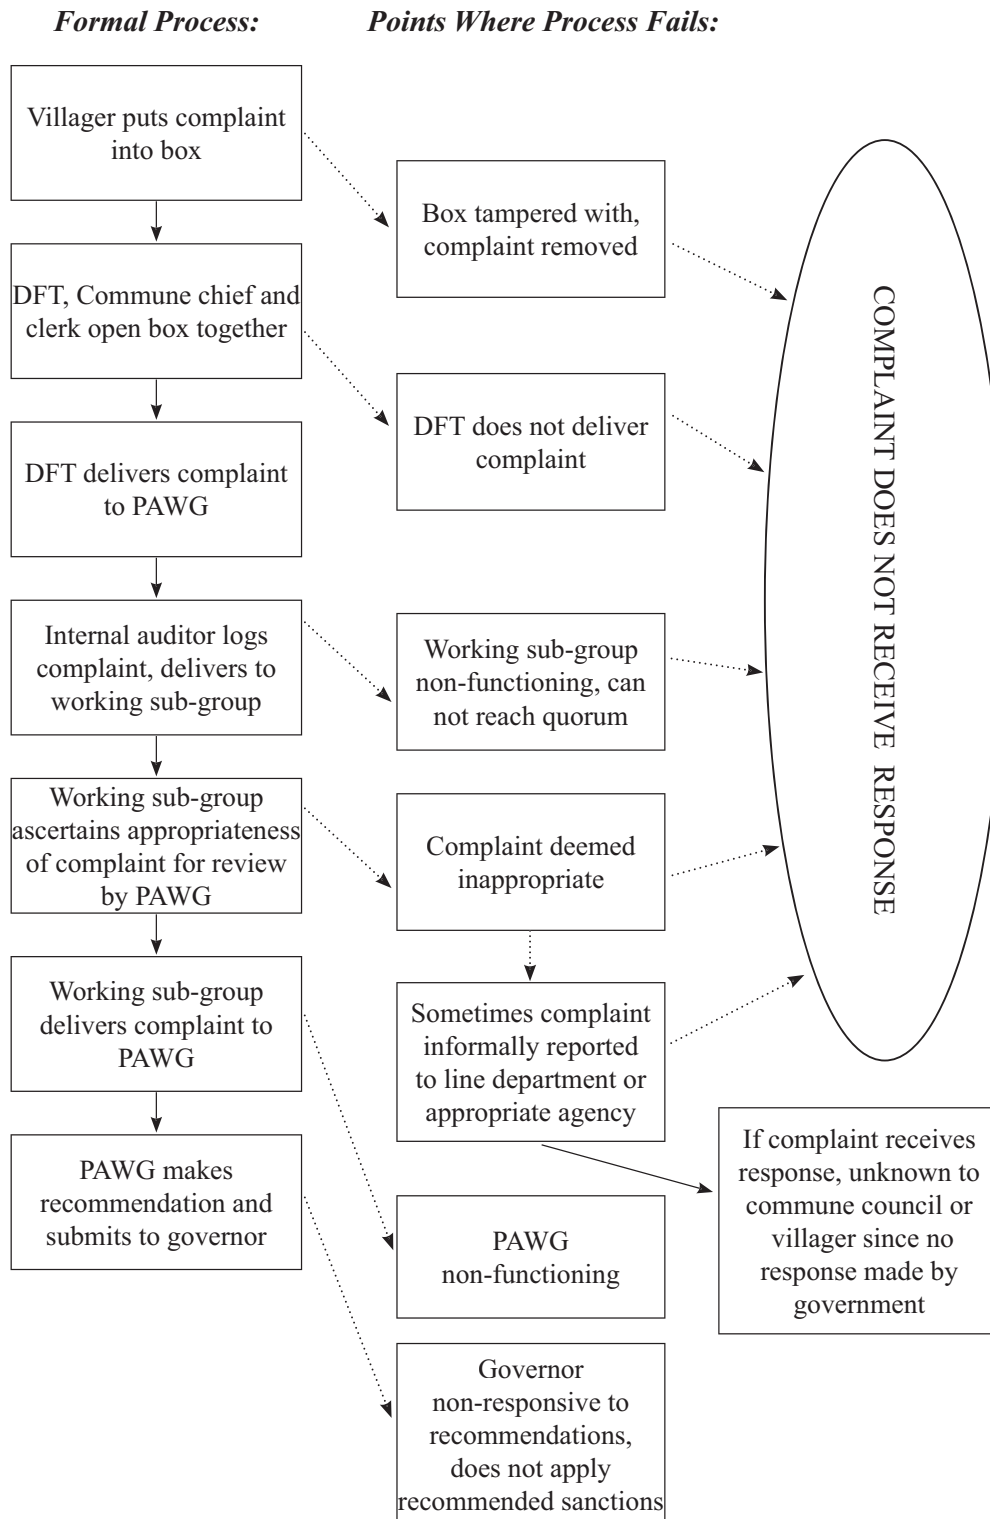 Formal Process:
Points Where Process Fails:
Villager puts complaint
into box
DFT, Commune chief and
clerk open box together
DFT delivers complaint
to PAWG
Internal auditor logs
complaint, delivers to
working sub-group
Working sub-group
ascertains appropriateness
of complaint for review
by PAWG
Working sub-group
delivers complaint to
PAWG
PAWG makes
recommendation and
submits to governor
Box tampered with,
complaint removed
DFT does not deliver
complaint
Working sub-group
non-functioning, can
not reach quorum
Complaint deemed
inappropriate
Sometimes complaint
informally reported
to line department or
appropriate agency
PAWG
non-functioning
Governor
non-responsive to
recommendations,
does not apply
recommended sanctions
COMPLAINT DOES NOT RECEIVE RESPONSE
If complaint receives
response, unknown to
commune council or
villager since no
response made by
government